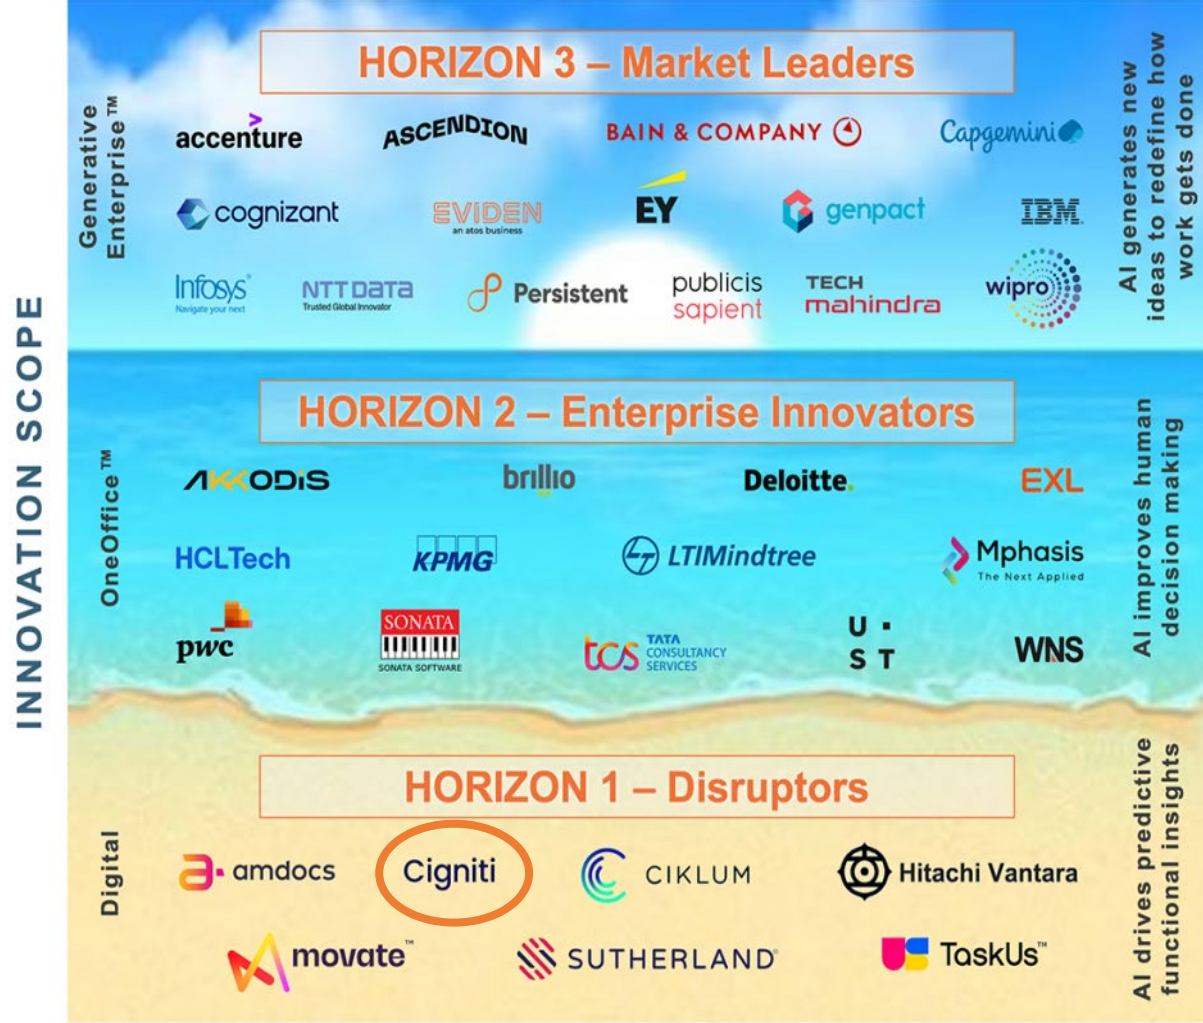 INNOVATION SCOPE
HORIZON 3 – Market Leaders
Generative
Enterprise™
accenture
ASCENDION
BAIN & COMPANY
Capgemini
cognizant
EVIDEN
an atos business
EY
genpact
IBM
Infosys®
Navigate your next
NTT DATA
Trusted Global Innovator
Persistent
publicis
sapient
TECH
mahindra
wipro
AI generates new
ideas to redefine how
work gets done
HORIZON 2 – Enterprise Innovators
OneOffice™
AKKODIS
brillio
Deloitte.
EXL
HCLTech
KPMG
LT
LTIMindtree
Mphasis
The Next Applied
pwc
SONATA
SONATA SOFTWARE
tcs
TATA
CONSULTANCY
SERVICES
U ·
S T
WNS
AI improves human
decision making
HORIZON 1 – Disruptors
Digital
a. amdocs
Cigniti
CIKLUM
Hitachi Vantara
movate™
SUTHERLAND®
TaskUs™
AI drives predictive
functional insights